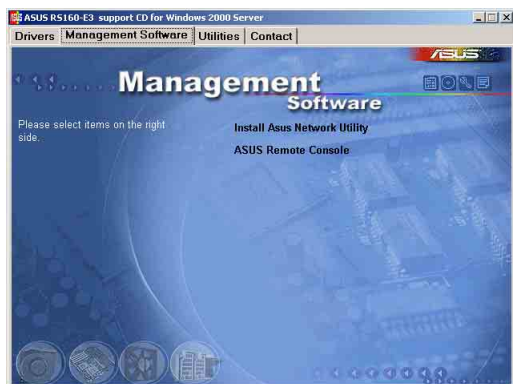 ASUS RS160-E3 support CD for Windows 2000 Server
Drivers Management Software Utilities Contact
ASUS
Management
Software
Please select items on the right
side.
Install Asus Network Utility
ASUS Remote Console